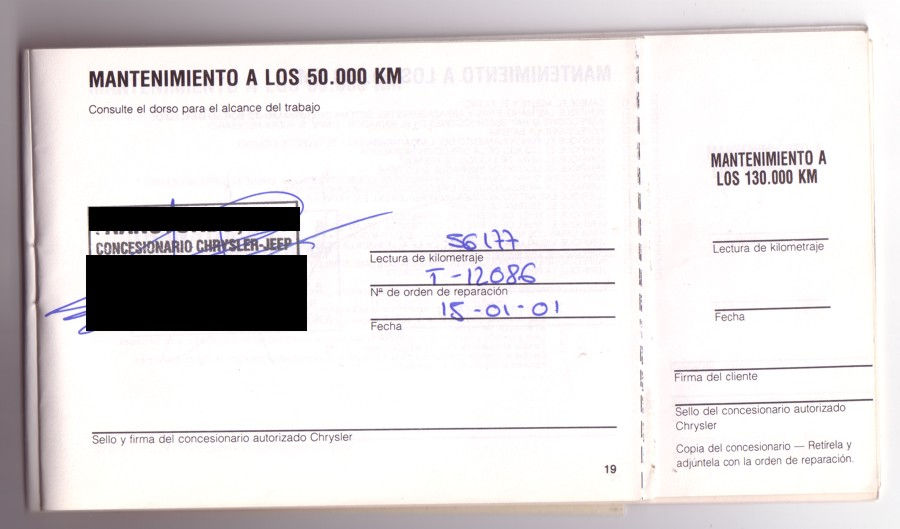 MANTENIMIENTO A LOS 50.000 KM
Consulte el dorso para el alcance del trabajo
CONCESIONARIO CHRYSLER-JEEP
56177
Lectura de kilometraje
T-12086
Nª de orden de reparación
15-01-01
Fecha
Sello y firma del concesionario autorizado Chrysler
19
MANTENIMIENTO A
LOS 130.000 KM
Lectura de kilometraje
Fecha
Firma del cliente
Sello del concesionario autorizado
Chrysler
Copia del concesionario — Retírela y
adjúntela con la orden de reparación.